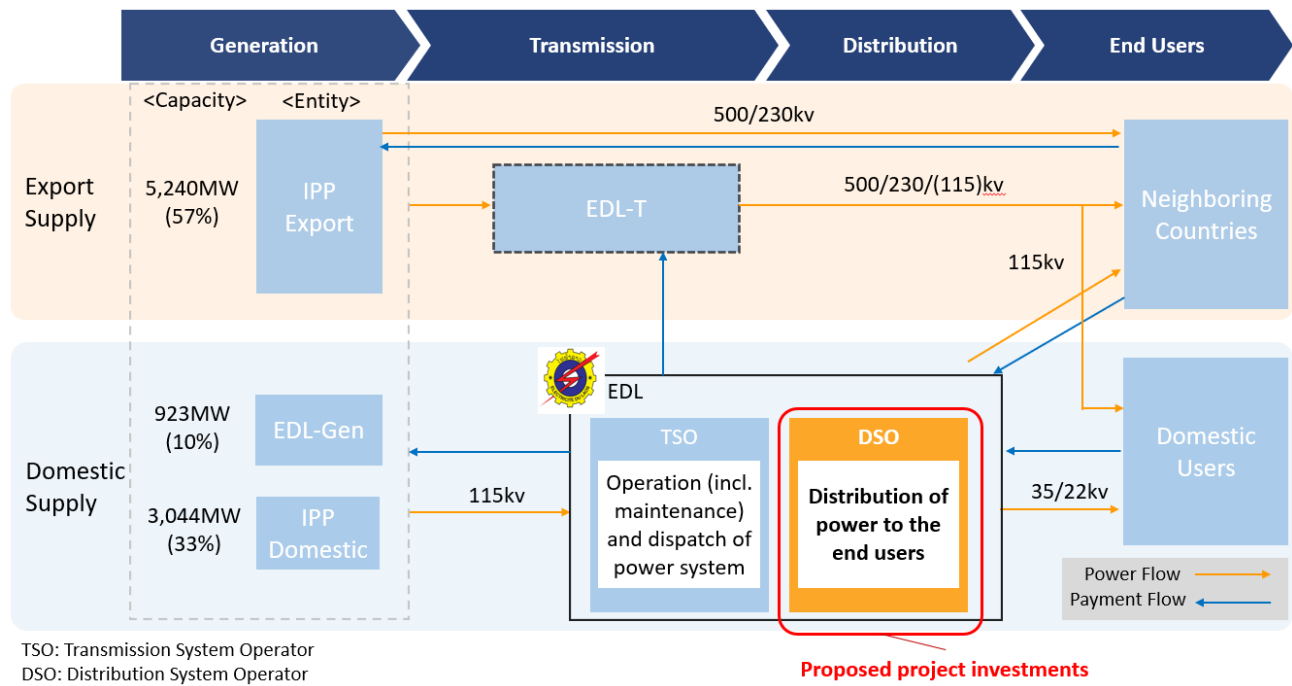 Generation
Transmission
Distribution
End Users
<Capacity>
<Entity>
500/230kv
Export
Supply
5,240MW
(57%)
IPP
Export
EDL-T
500/230/(115)kv
Neighboring
Countries
115kv
EDL
Domestic
Supply
923MW
(10%)
EDL-Gen
3,044MW
(33%)
IPP
Domestic
115kv
TSO
Operation (incl.
maintenance)
and dispatch of
power system
DSO
Distribution of
power to the
end users
35/22kv
Domestic
Users
Power Flow
Payment Flow
TSO: Transmission System Operator
DSO: Distribution System Operator
Proposed project investments